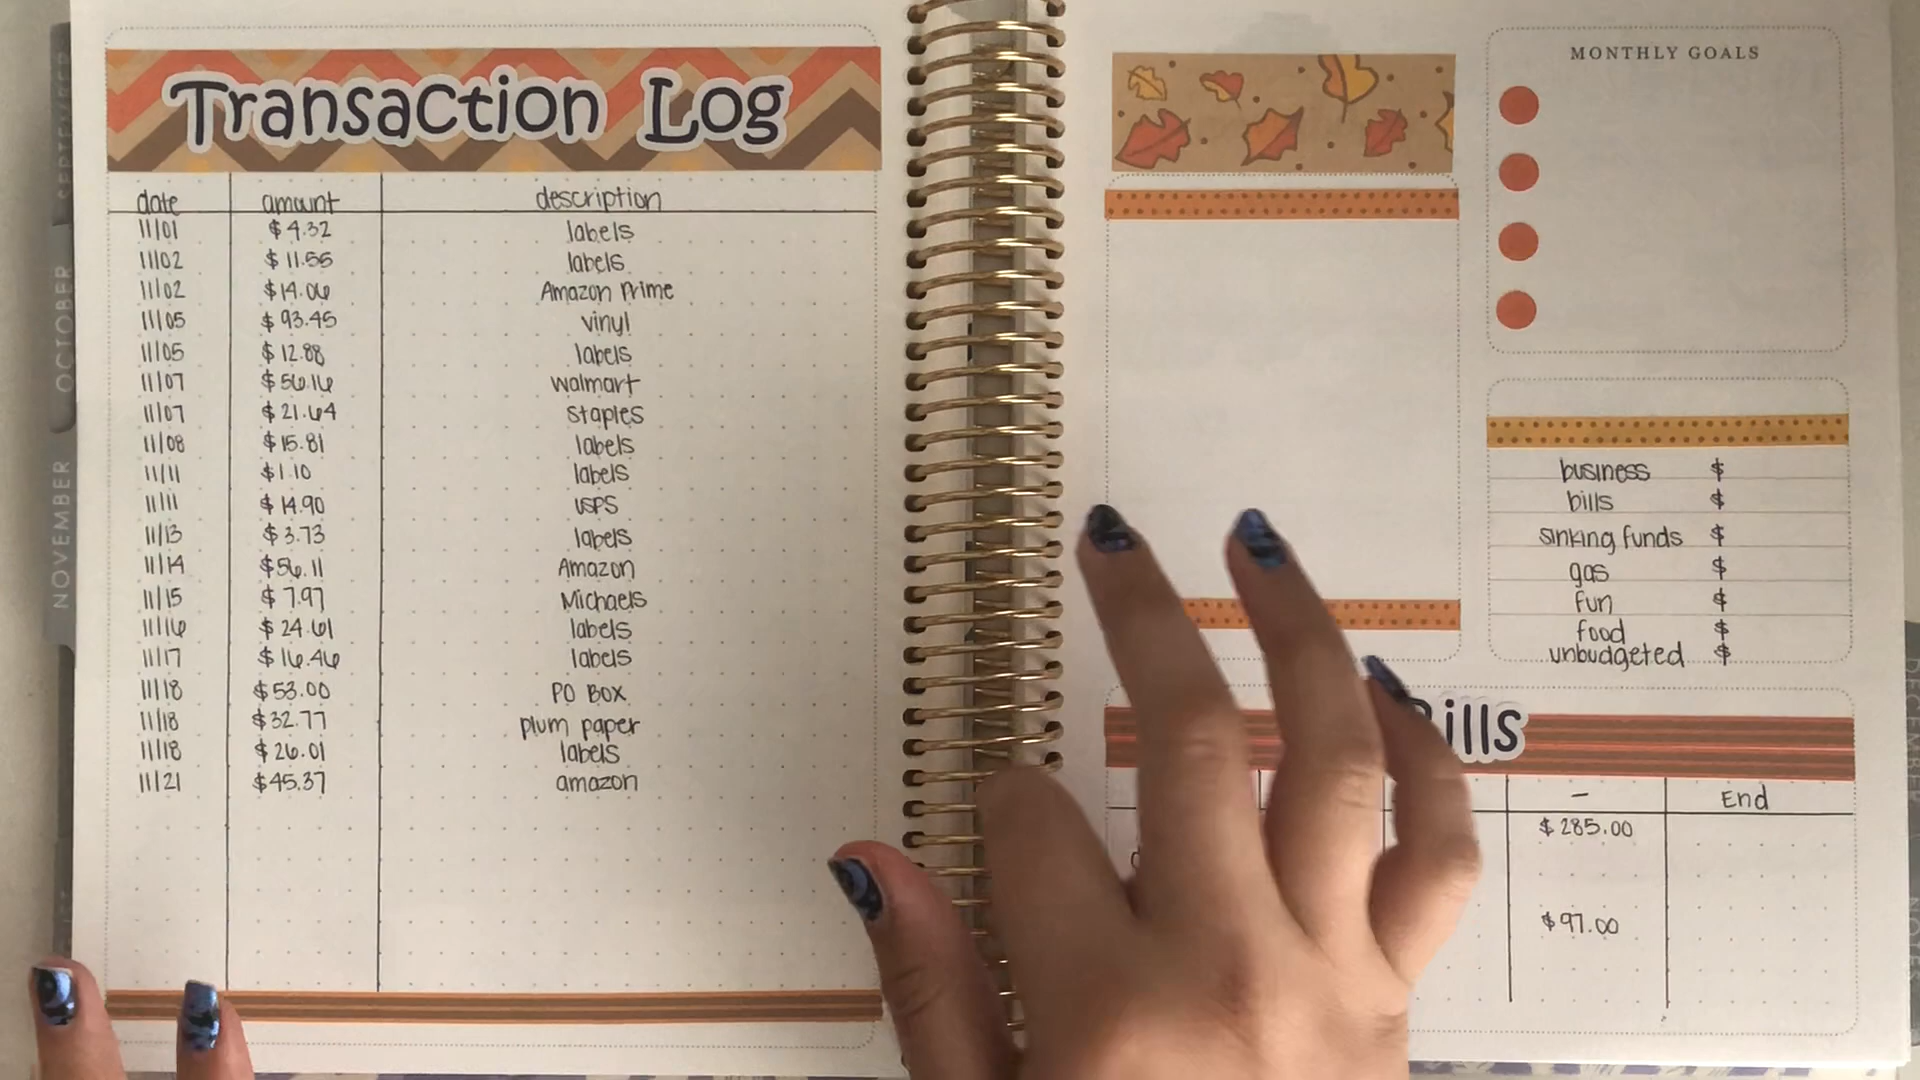 Transaction Log
date amount description
11/01 $4.32 labels
11/02 $11.55 labels
11/02 $14.06 Amazon Prime
11/05 $93.45 vinyl
11/05 $12.88 labels
11/07 $56.16 walmart
11/07 $21.64 Staples
11/08 $15.81 labels
11/11 $1.10 labels
11/11 $14.90 USPS
11/13 $3.73 labels
11/14 $56.11 Amazon
11/15 $7.97 Michaels
11/16 $24.61 labels
11/17 $16.46 labels
11/18 $53.00 PO BOX
11/18 $32.77 plum paper
11/18 $26.01 labels
11/21 $45.37 amazon
MONTHLY GOALS
business $
bills $
sinking funds $
gas $
fun $
food $
unbudgeted $
Bills
– End
$285.00
$97.00
SEPTEMBER
OCTOBER
NOVEMBER
DECEMBER
NOTES